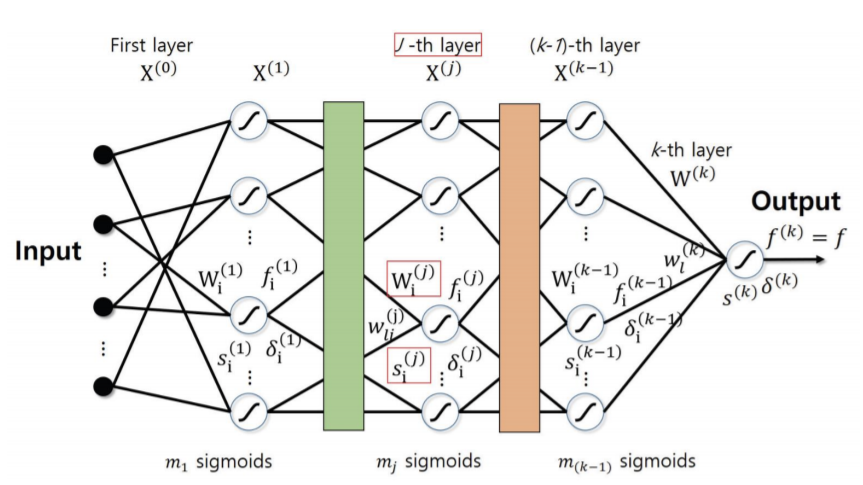 First layer
X⁽⁰⁾
X⁽¹⁾
J-th layer
X⁽ʲ⁾
(k-1)-th layer
X⁽ᵏ⁻¹⁾
k-th layer
W⁽ᵏ⁾
Output
f⁽ᵏ⁾ = f
Input
Wᵢ⁽¹⁾ fᵢ⁽¹⁾
Wᵢ⁽ʲ⁾ fᵢ⁽ʲ⁾
Wᵢ⁽ᵏ⁻¹⁾ fᵢ⁽ᵏ⁻¹⁾
wₗ⁽ᵏ⁾
s⁽ᵏ⁾ δ⁽ᵏ⁾
wₗⱼ⁽ʲ⁾
sᵢ⁽¹⁾ δᵢ⁽¹⁾
sᵢ⁽ʲ⁾ δᵢ⁽ʲ⁾
sᵢ⁽ᵏ⁻¹⁾ δᵢ⁽ᵏ⁻¹⁾
m₁ sigmoids
mⱼ sigmoids
m₍ₖ₋₁₎ sigmoids